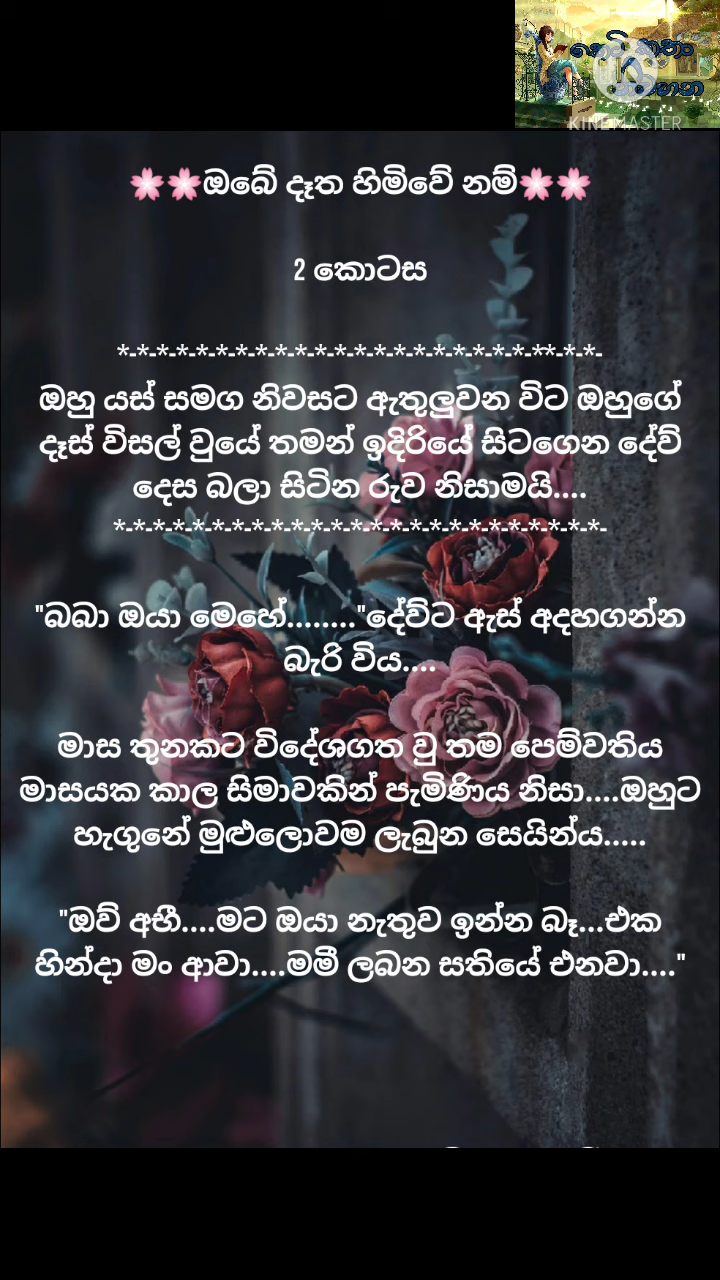 🌸🌸ඔබේ දෑත හිමිවේ නම්🌸🌸
2 කොටස
*-*-*-*-*-*-*-*-*-*-*-*-*-*-*-*-*-*-*-*-*-**-*-*-
ඔහු යස් සමග නිවසට ඇතුලුවන විට ඔහුගේ
දෑස් විසල් වුයේ තමන් ඉදිරියේ සිටගෙන දේව්
දෙස බලා සිටින රුව නිසාමයි....
*-*-*-*-*-*-*-*-*-*-*-*-*-*-*-*-*-*-*-*-*-*-*-*-*-
"බබා ඔයා මෙහේ........"දේව්ට ඇස් අදහගන්න
බැරි විය....
මාස තුනකට විදේශගත වු තම පෙම්වතිය
මාසයක කාල සිමාවකින් පැමිණිය නිසා....ඔහුට
හැගුනේ මුළුලොවම ලැබුන සෙයින්ය.....
"ඔව් අභී....මට ඔයා නැතුව ඉන්න බෑ...එක
හින්දා මං ආවා....මමී ලබන සතියේ එනවා...."
KINEMASTER